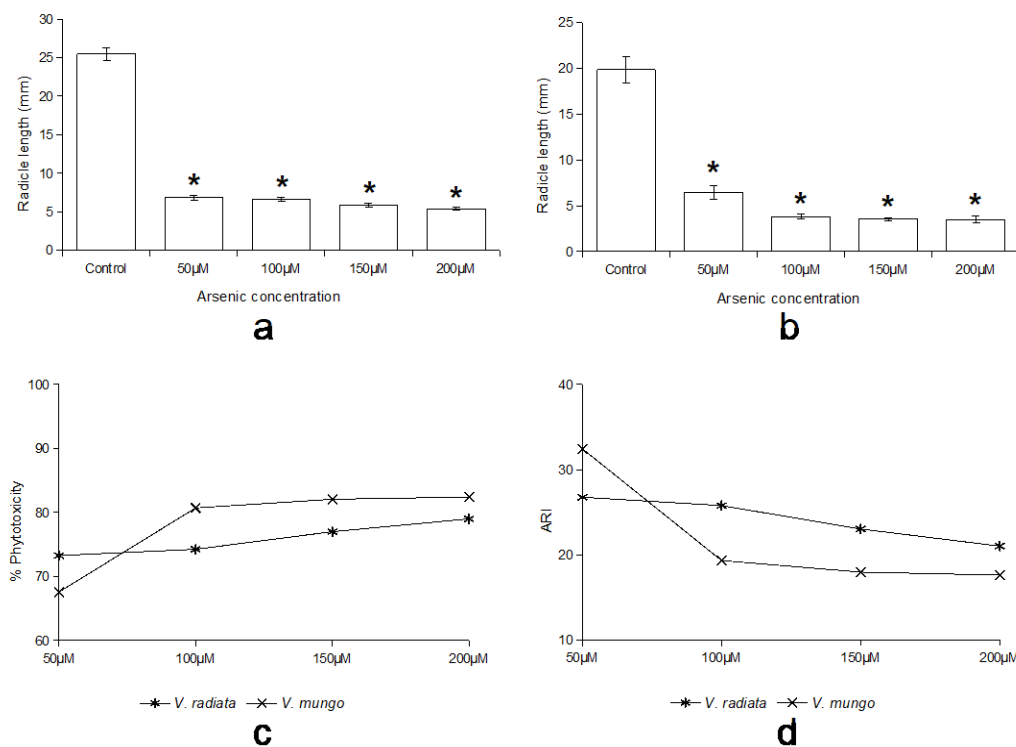 30
25
20
15
10
5
0
Radicle length (mm)
* * * *
Control 50µM 100µM 150µM 200µM
Arsenic concentration
a
25
20
15
10
5
0
Radicle length (mm)
* * * *
Control 50µM 100µM 150µM 200µM
Arsenic concentration
b
100
90
80
70
60
% Phytotoxicity
50µM 100µM 150µM 200µM
V. radiata V. mungo
c
40
30
20
10
ARI
50µM 100µM 150µM 200µM
V. radiata V. mungo
d